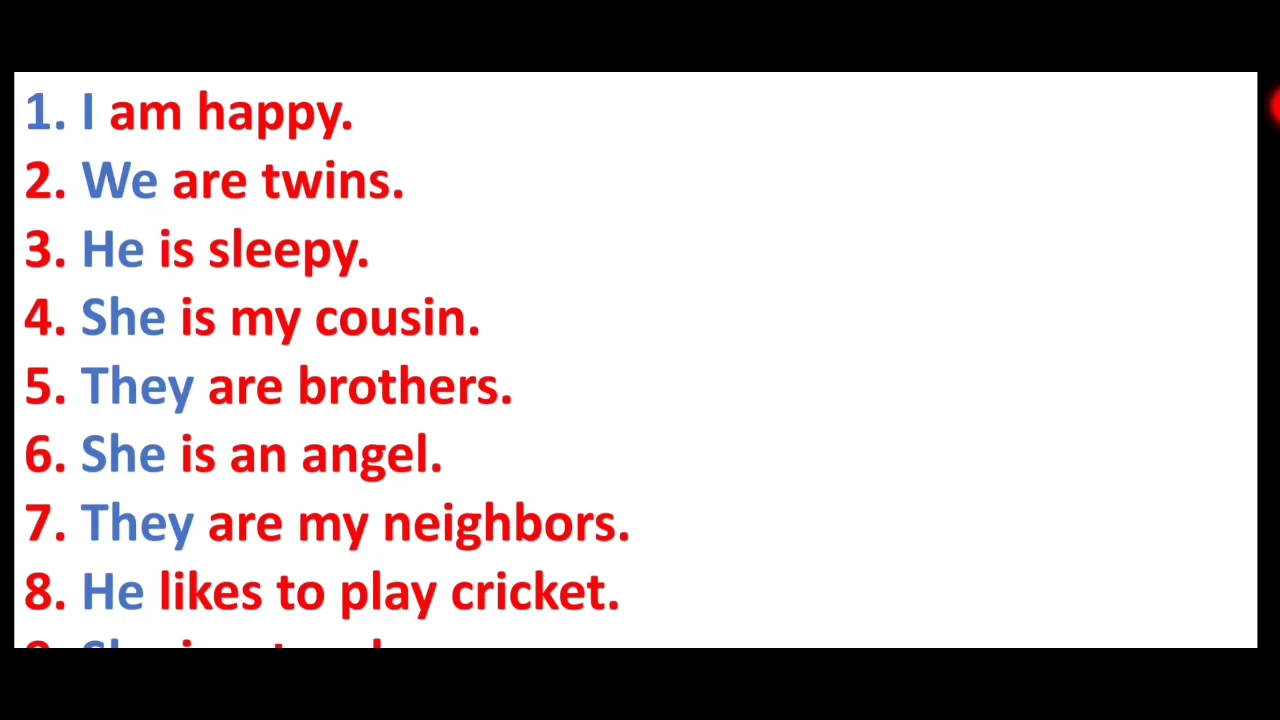 1. I am happy.
2. We are twins.
3. He is sleepy.
4. She is my cousin.
5. They are brothers.
6. She is an angel.
7. They are my neighbors.
8. He likes to play cricket.